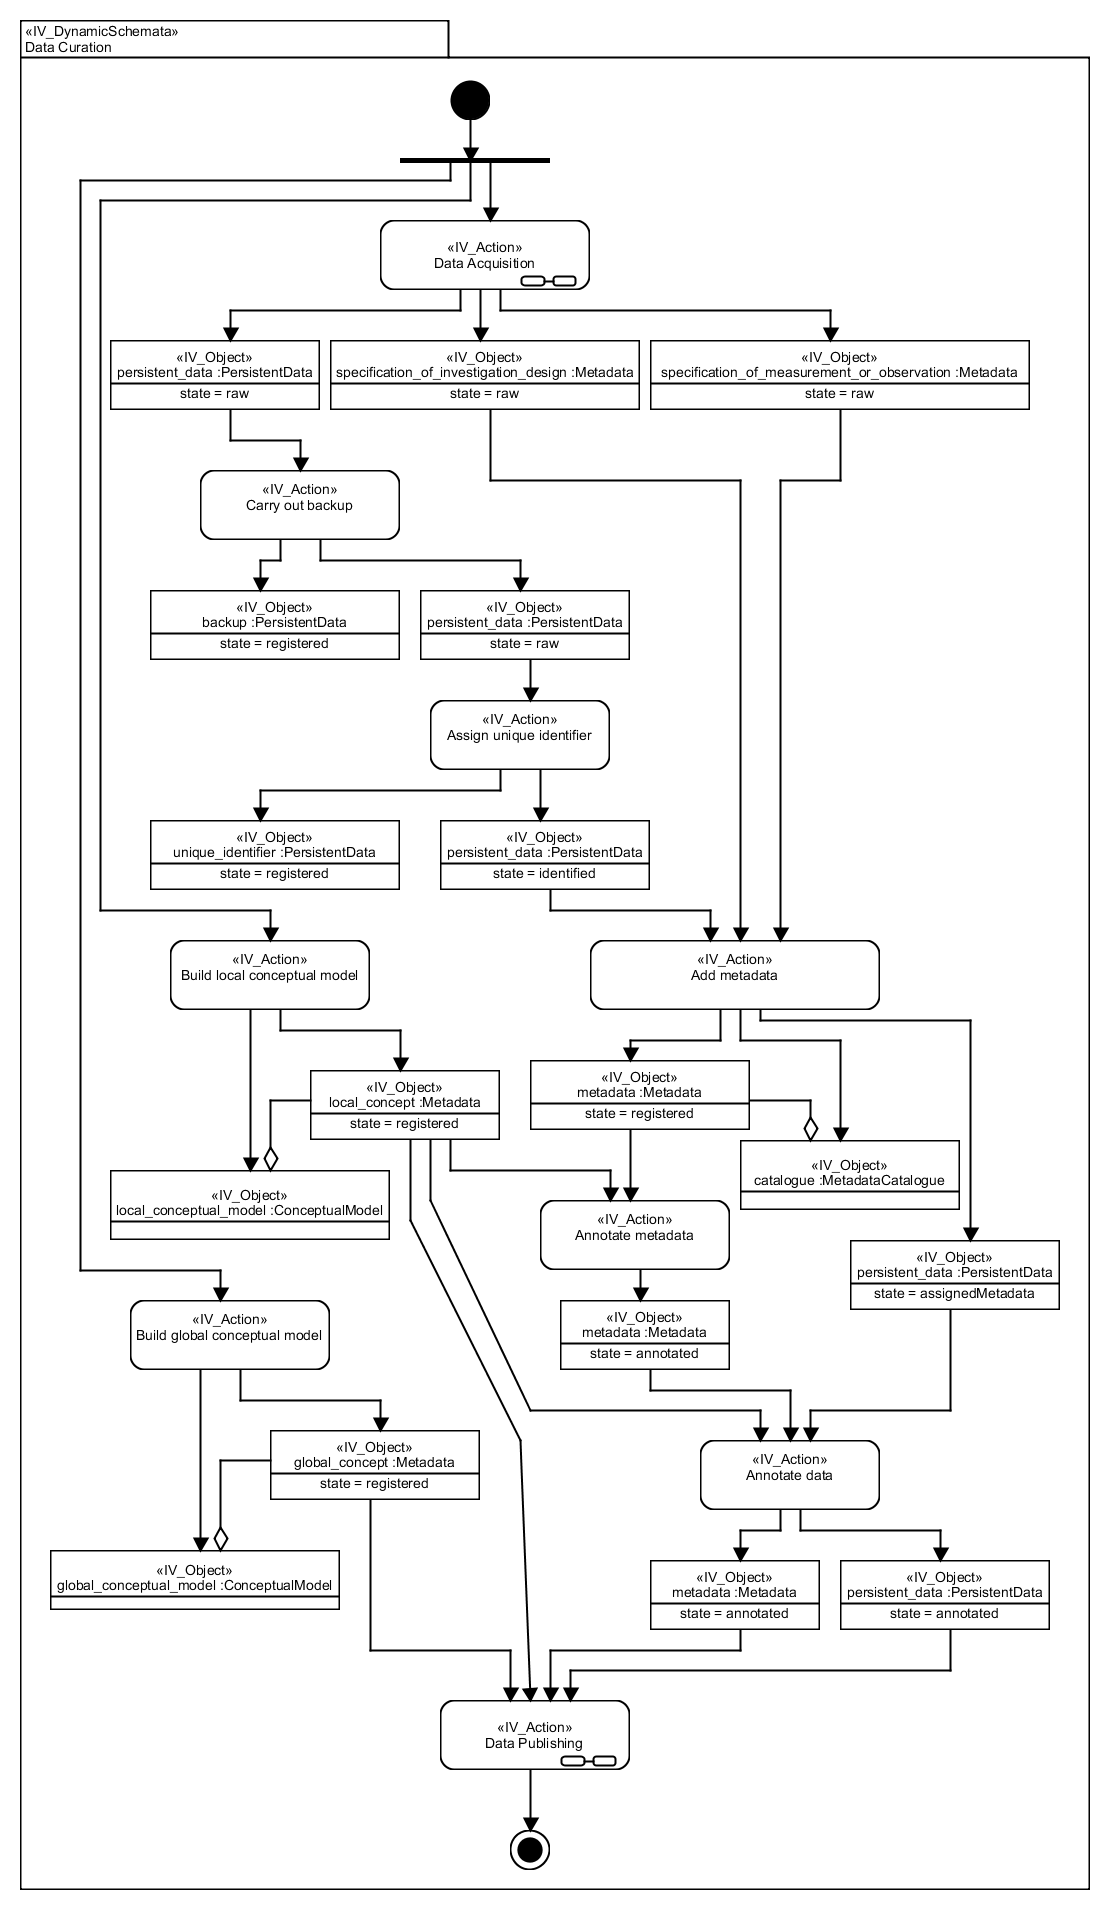 «IV_DynamicSchemata»
Data Curation
«IV_Action»
Data Acquisition
«IV_Object»
persistent_data :PersistentData
state = raw
«IV_Object»
specification_of_investigation_design :Metadata
state = raw
«IV_Object»
specification_of_measurement_or_observation :Metadata
state = raw
«IV_Action»
Carry out backup
«IV_Object»
backup :PersistentData
state = registered
«IV_Object»
persistent_data :PersistentData
state = raw
«IV_Action»
Assign unique identifier
«IV_Object»
unique_identifier :PersistentData
state = registered
«IV_Object»
persistent_data :PersistentData
state = identified
«IV_Action»
Build local conceptual model
«IV_Action»
Add metadata
«IV_Object»
local_concept :Metadata
state = registered
«IV_Object»
metadata :Metadata
state = registered
«IV_Object»
catalogue :MetadataCatalogue
«IV_Object»
local_conceptual_model :ConceptualModel
«IV_Action»
Annotate metadata
«IV_Object»
persistent_data :PersistentData
state = assignedMetadata
«IV_Action»
Build global conceptual model
«IV_Object»
metadata :Metadata
state = annotated
«IV_Object»
global_concept :Metadata
state = registered
«IV_Action»
Annotate data
«IV_Object»
global_conceptual_model :ConceptualModel
«IV_Object»
metadata :Metadata
state = annotated
«IV_Object»
persistent_data :PersistentData
state = annotated
«IV_Action»
Data Publishing